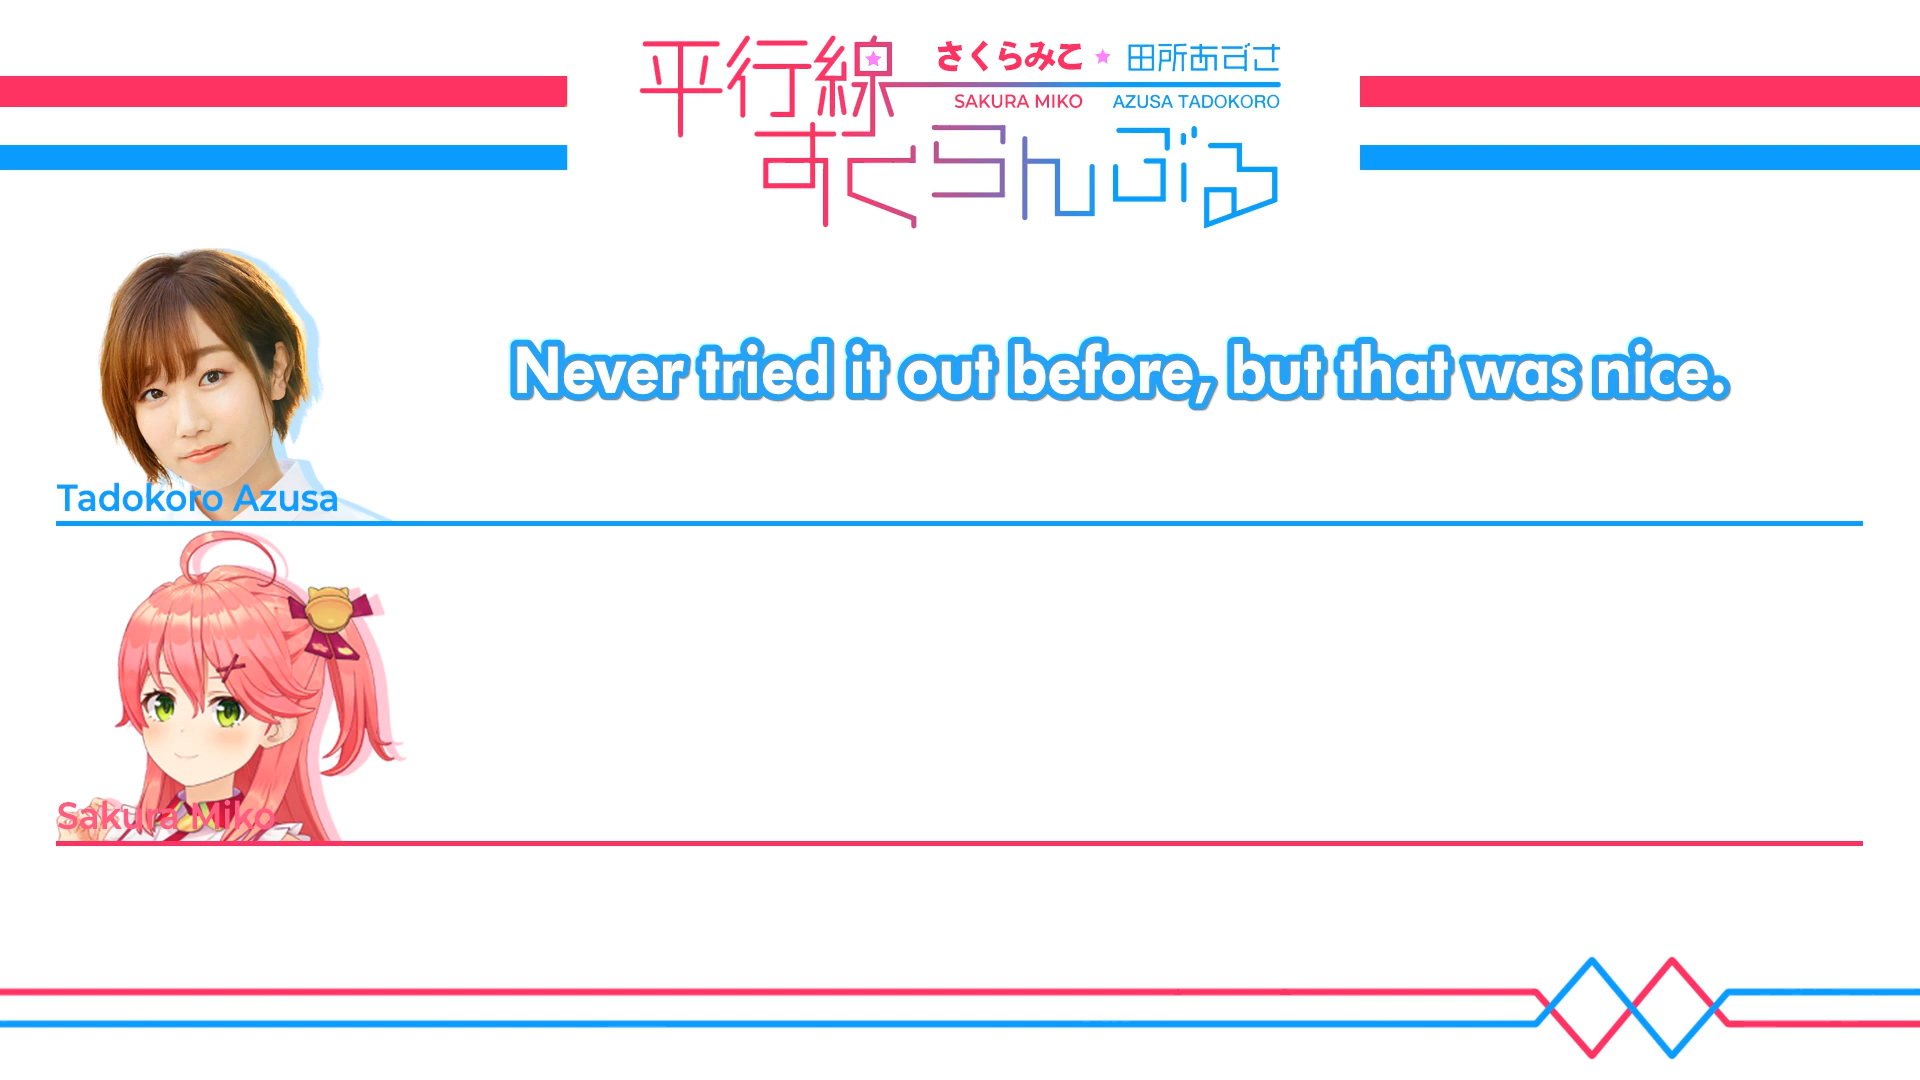 平行線
すくらんぶる
さくらみこ★田所あずさ
SAKURA MIKO AZUSA TADOKORO
Never tried it out before, but that was nice.
Tadokoro Azusa
Sakura Miko